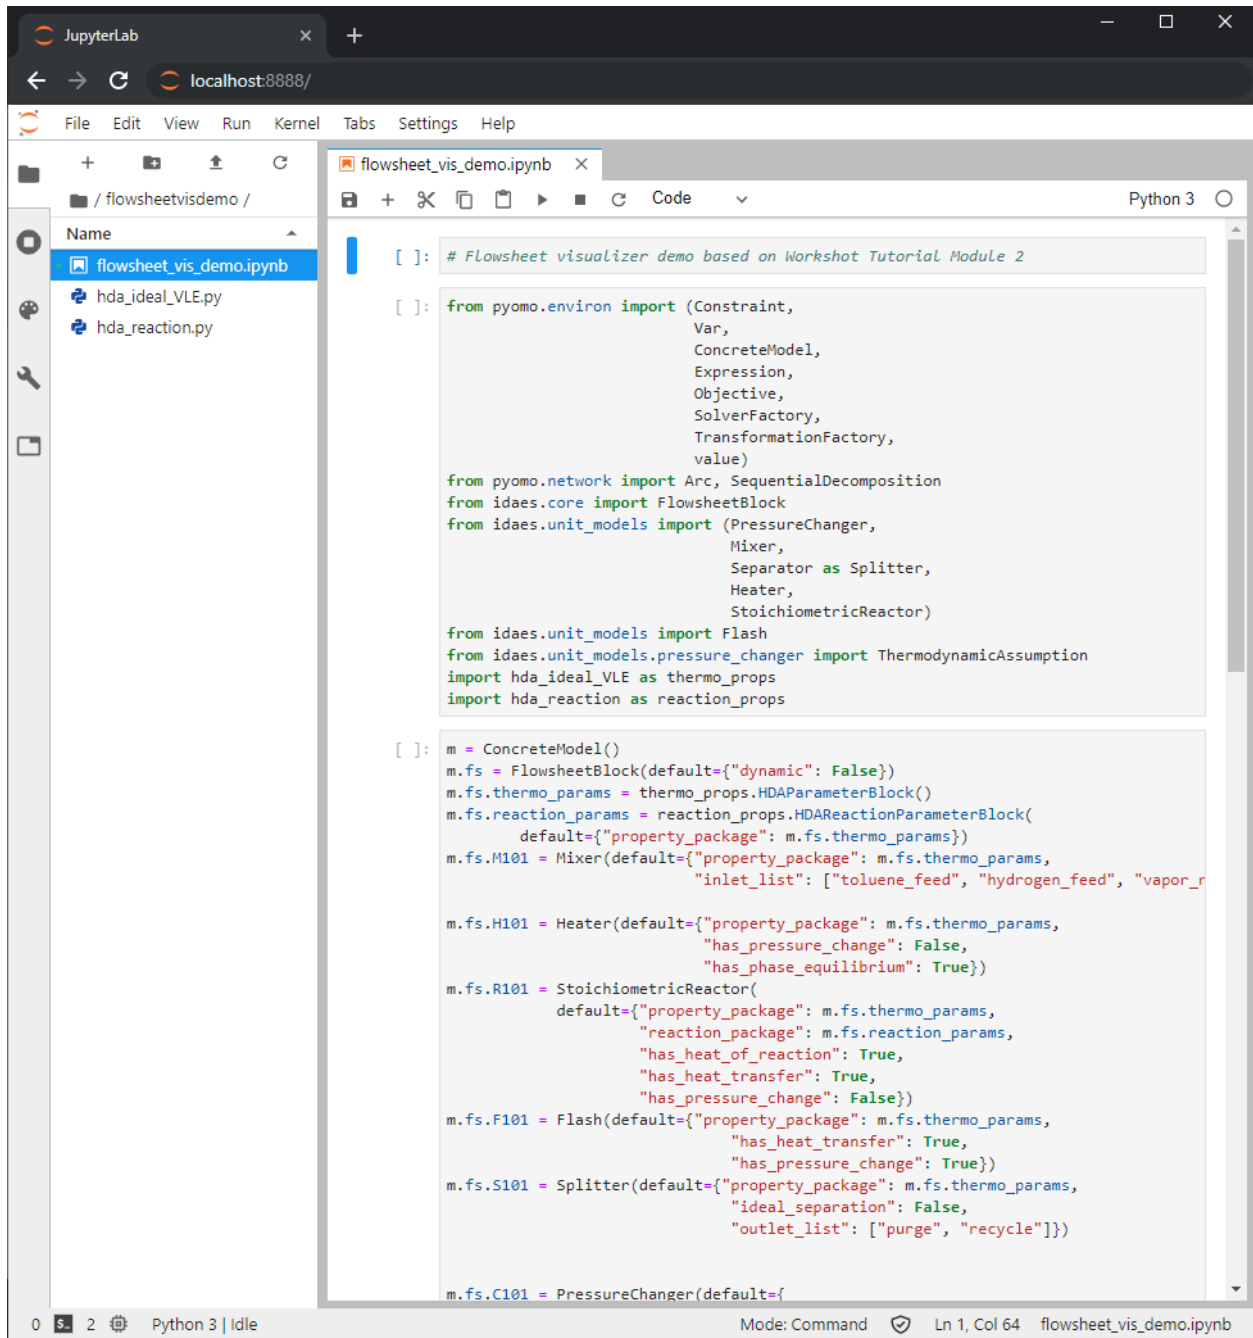 JupyterLab
localhost:8888/
File Edit View Run Kernel Tabs Settings Help
/ flowsheetvisdemo /
Name
flowsheet_vis_demo.ipynb
hda_ideal_VLE.py
hda_reaction.py
flowsheet_vis_demo.ipynb
Code
Python 3
[ ]: # Flowsheet visualizer demo based on Workshot Tutorial Module 2
[ ]: from pyomo.environ import (Constraint,
Var,
ConcreteModel,
Expression,
Objective,
SolverFactory,
TransformationFactory,
value)
from pyomo.network import Arc, SequentialDecomposition
from idaes.core import FlowsheetBlock
from idaes.unit_models import (PressureChanger,
Mixer,
Separator as Splitter,
Heater,
StoichiometricReactor)
from idaes.unit_models import Flash
from idaes.unit_models.pressure_changer import ThermodynamicAssumption
import hda_ideal_VLE as thermo_props
import hda_reaction as reaction_props
[ ]: m = ConcreteModel()
m.fs = FlowsheetBlock(default={"dynamic": False})
m.fs.thermo_params = thermo_props.HDAParameterBlock()
m.fs.reaction_params = reaction_props.HDAReactionParameterBlock(
default={"property_package": m.fs.thermo_params})
m.fs.M101 = Mixer(default={"property_package": m.fs.thermo_params,
"inlet_list": ["toluene_feed", "hydrogen_feed", "vapor_r
m.fs.H101 = Heater(default={"property_package": m.fs.thermo_params,
"has_pressure_change": False,
"has_phase_equilibrium": True})
m.fs.R101 = StoichiometricReactor(
default={"property_package": m.fs.thermo_params,
"reaction_package": m.fs.reaction_params,
"has_heat_of_reaction": True,
"has_heat_transfer": True,
"has_pressure_change": False})
m.fs.F101 = Flash(default={"property_package": m.fs.thermo_params,
"has_heat_transfer": True,
"has_pressure_change": True})
m.fs.S101 = Splitter(default={"property_package": m.fs.thermo_params,
"ideal_separation": False,
"outlet_list": ["purge", "recycle"]})
m.fs.C101 = PressureChanger(default={
0 $_ 2 Python 3 | Idle Mode: Command Ln 1, Col 64 flowsheet_vis_demo.ipynb